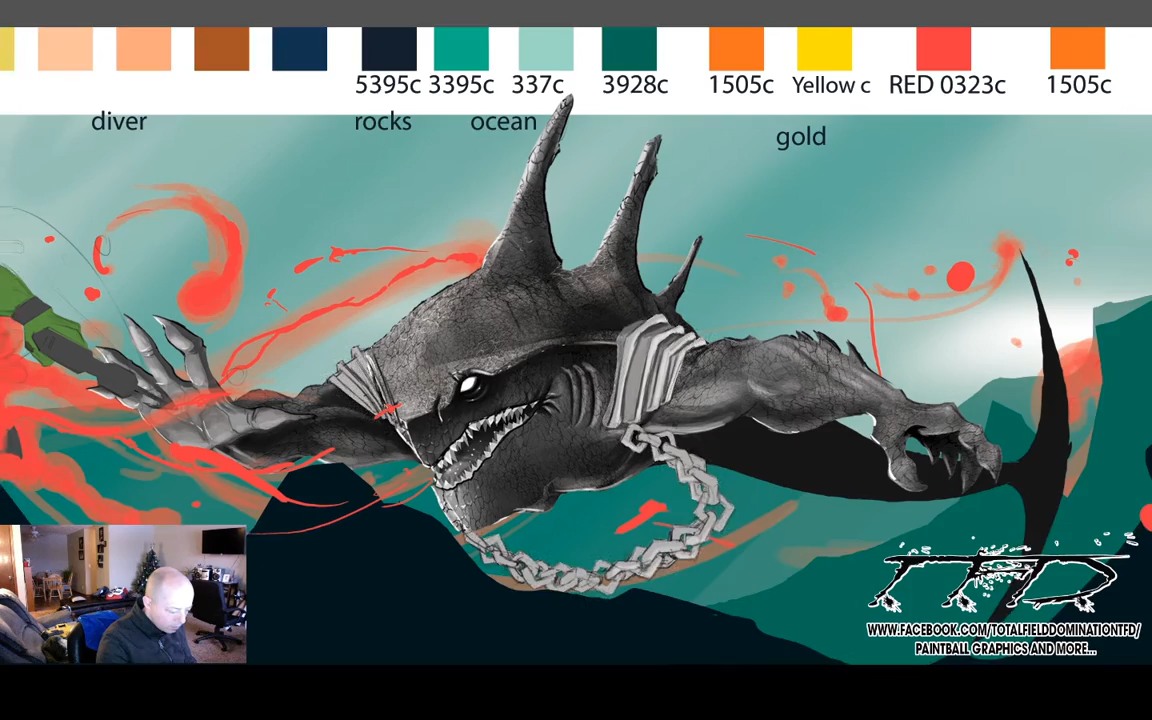 5395c 3395c 337c 3928c 1505c Yellow c RED 0323c 1505c
diver rocks ocean gold
TFD
WWW.FACEBOOK.COM/TOTALFIELDDOMINATIONTFD/
PAINTBALL GRAPHICS AND MORE...